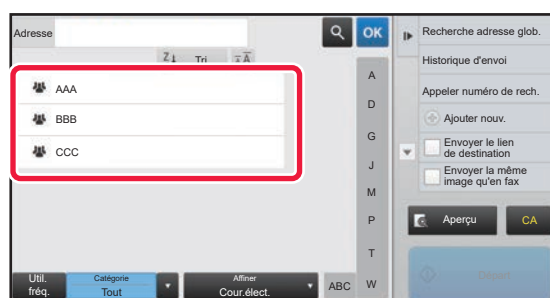 Adresse
OK
Tri
AAA
BBB
CCC
A
D
G
J
M
P
T
W
Recherche adresse glob.
Historique d'envoi
Appeler numéro de rech.
Ajouter nouv.
Envoyer le lien
de destination
Envoyer la même
image qu'en fax
Aperçu
CA
Départ
Util.
fréq.
Catégorie
Tout
Affiner
Cour.élect.
ABC